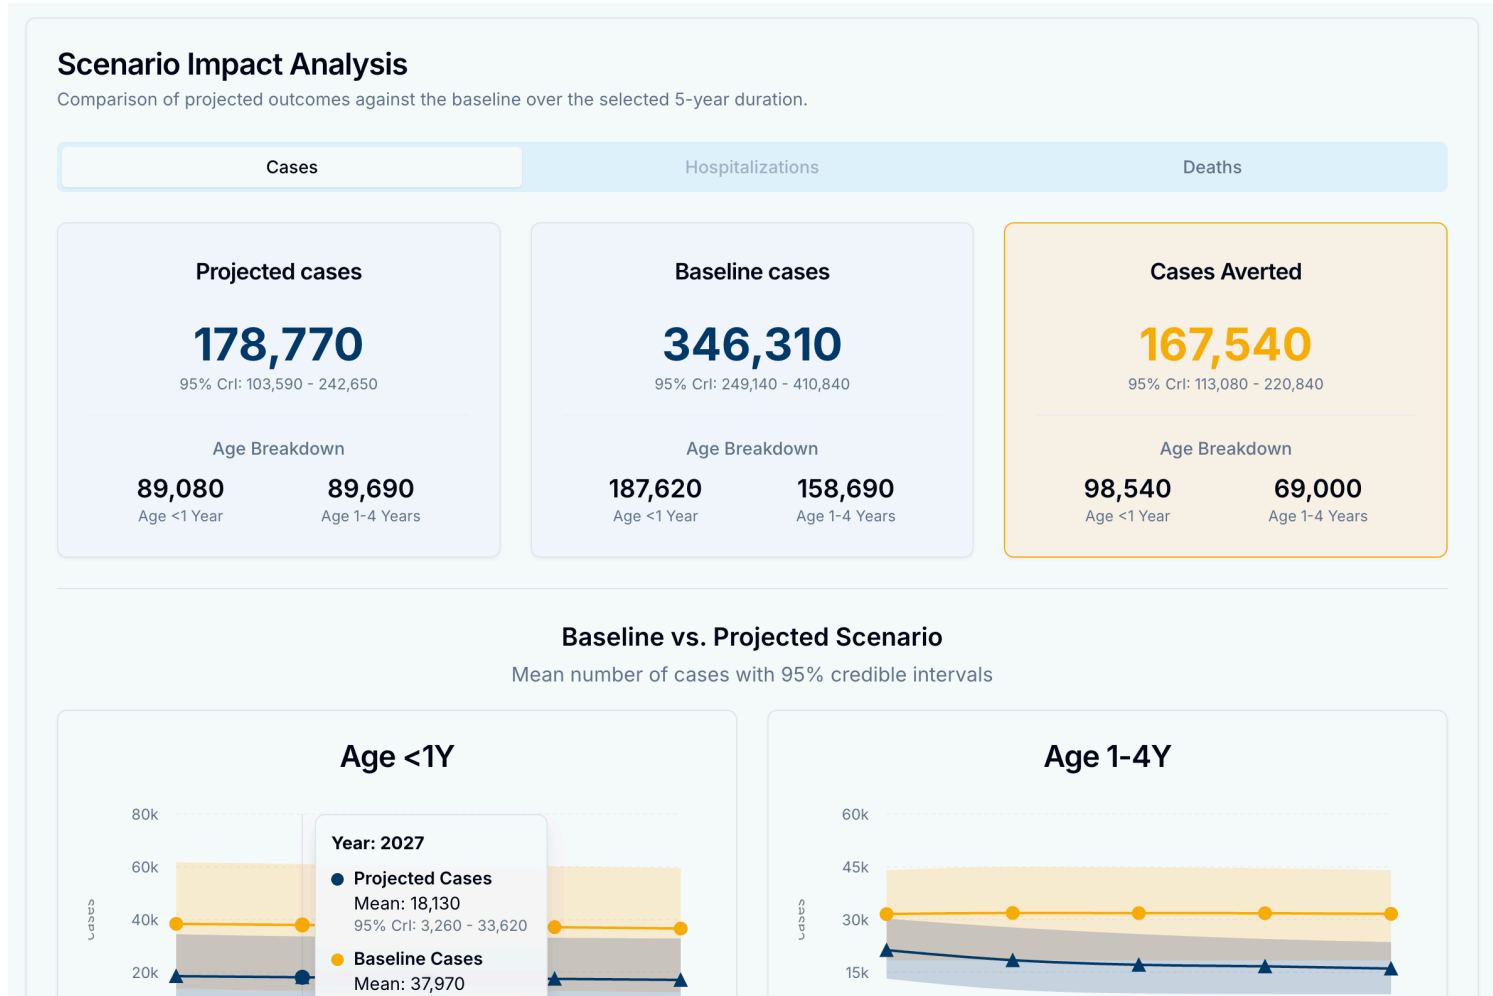 Scenario Impact Analysis
Comparison of projected outcomes against the baseline over the selected 5-year duration.
Cases
Hospitalizations
Deaths
Projected cases
178,770
95% CrI: 103,590 - 242,650
Age Breakdown
89,080
Age <1 Year
89,690
Age 1-4 Years
Baseline cases
346,310
95% CrI: 249,140 - 410,840
Age Breakdown
187,620
Age <1 Year
158,690
Age 1-4 Years
Cases Averted
167,540
95% CrI: 113,080 - 220,840
Age Breakdown
98,540
Age <1 Year
69,000
Age 1-4 Years
Baseline vs. Projected Scenario
Mean number of cases with 95% credible intervals
Age <1Y
80k
60k
40k
20k
Cases
Year: 2027
Projected Cases
Mean: 18,130
95% CrI: 3,260 - 33,620
Baseline Cases
Mean: 37,970
Age 1-4Y
60k
45k
30k
15k
Cases